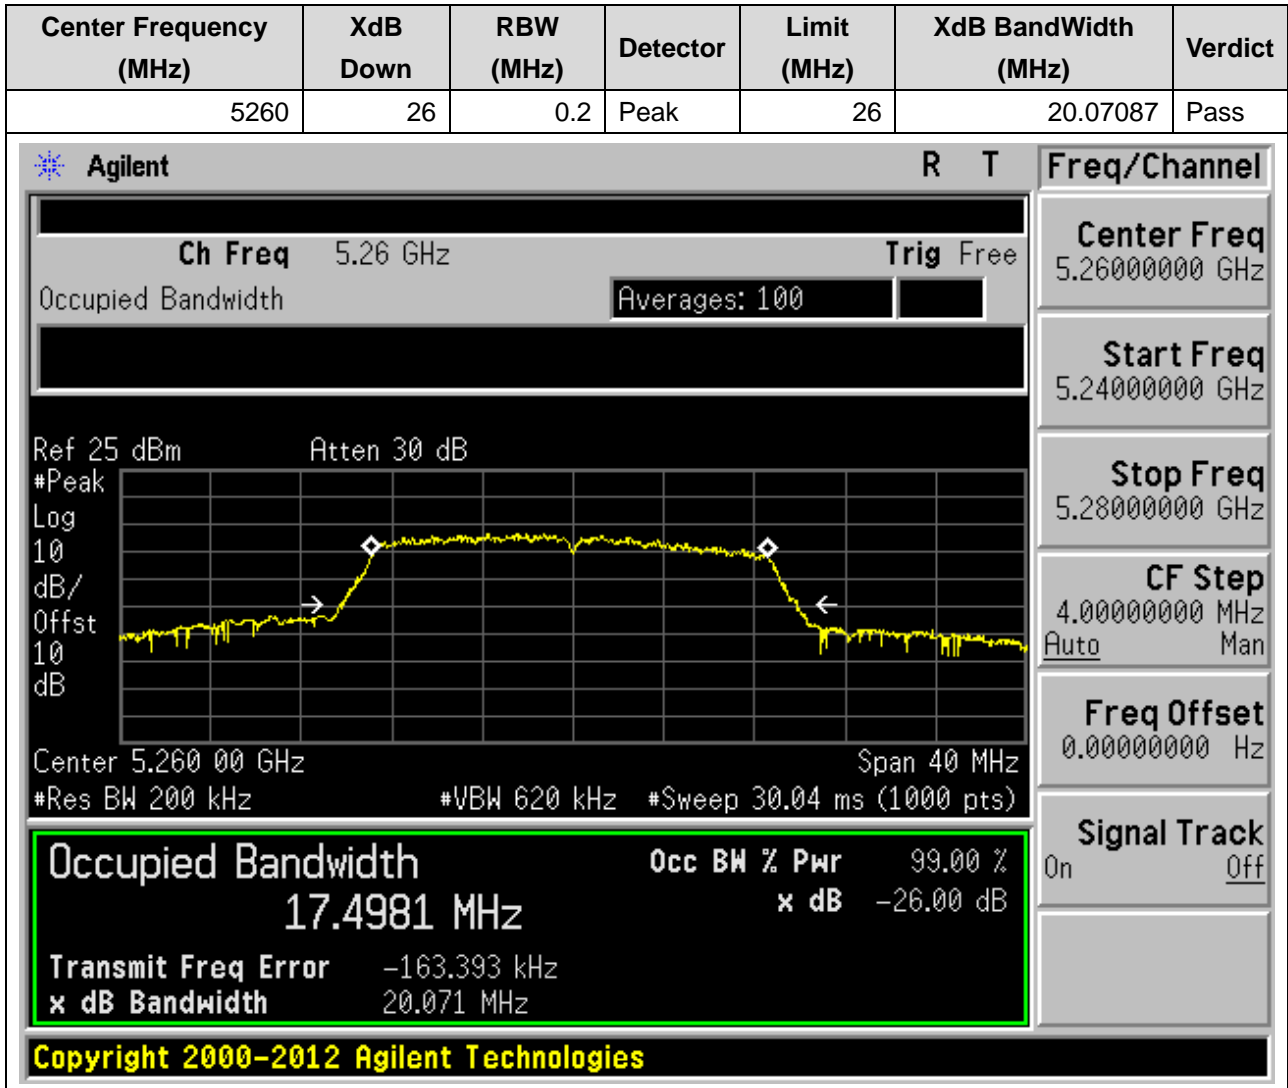 Center Frequency (MHz) XdB Down RBW (MHz) Detector Limit (MHz) XdB BandWidth (MHz) Verdict
5260 26 0.2 Peak 26 20.07087 Pass
Agilent R T
Ch Freq 5.26 GHz Trig Free
Occupied Bandwidth Averages: 100
Ref 25 dBm Atten 30 dB
#Peak
Log
10
dB/
Offst
10
dB
Center 5.260 00 GHz Span 40 MHz
#Res BW 200 kHz #VBW 620 kHz #Sweep 30.04 ms (1000 pts)
Occupied Bandwidth Occ BW % Pwr 99.00 %
17.4981 MHz x dB -26.00 dB
Transmit Freq Error -163.393 kHz
x dB Bandwidth 20.071 MHz
Copyright 2000-2012 Agilent Technologies
Freq/Channel
Center Freq
5.26000000 GHz
Start Freq
5.24000000 GHz
Stop Freq
5.28000000 GHz
CF Step
4.00000000 MHz
Auto Man
Freq Offset
0.00000000 Hz
Signal Track
On Off